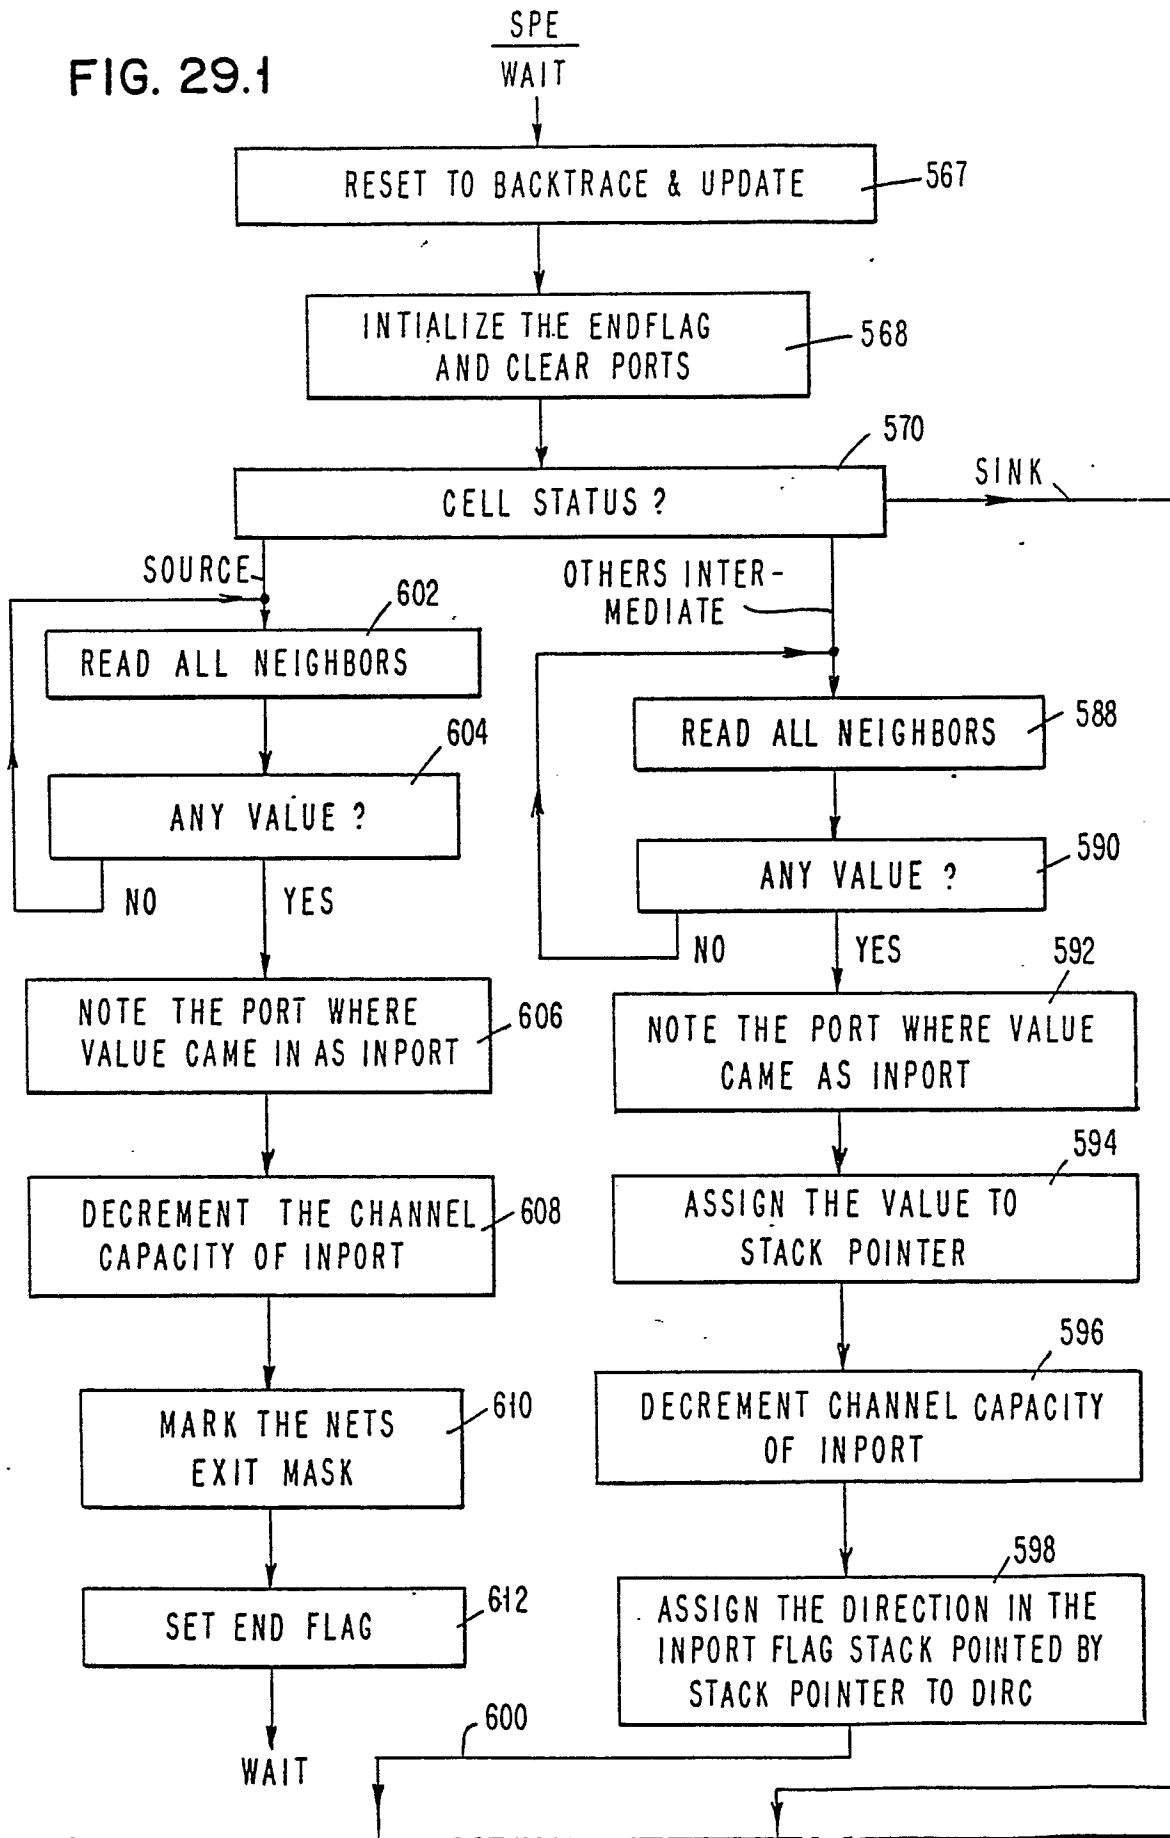 FIG. 29.1
SPE
WAIT
RESET TO BACKTRACE & UPDATE
567
INTIALIZE THE ENDFLAG
AND CLEAR PORTS
568
570
CELL STATUS ?
SINK
SOURCE
602
READ ALL NEIGHBORS
604
ANY VALUE ?
NO
YES
606
NOTE THE PORT WHERE
VALUE CAME IN AS INPORT
DECREMENT THE CHANNEL
CAPACITY OF INPORT
608
MARK THE NETS
EXIT MASK
610
SET END FLAG
612
WAIT
OTHERS INTER-
MEDIATE
READ ALL NEIGHBORS
588
ANY VALUE ?
590
NO
YES
592
NOTE THE PORT WHERE VALUE
CAME AS INPORT
594
ASSIGN THE VALUE TO
STACK POINTER
596
DECREMENT CHANNEL CAPACITY
OF INPORT
598
ASSIGN THE DIRECTION IN THE
INPORT FLAG STACK POINTED BY
STACK POINTER TO DIRC
600